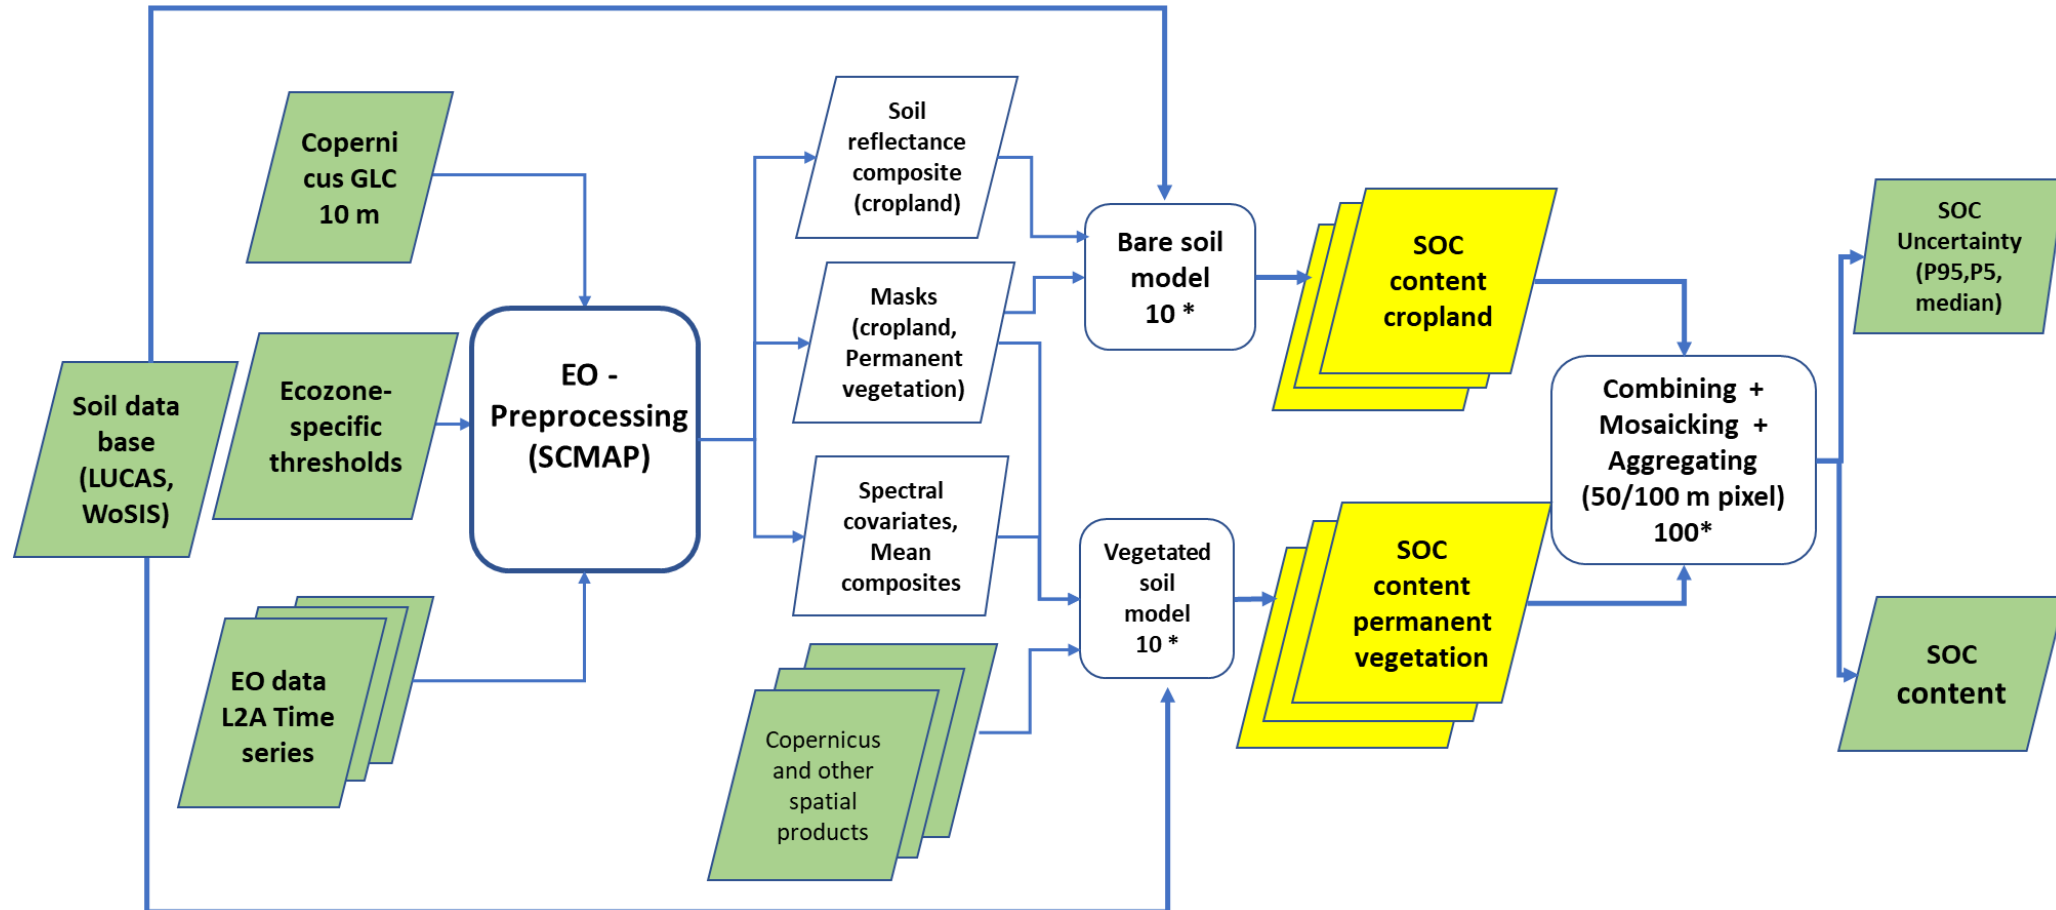 Coperni
cus GLC
10 m
Ecozone-
specific
thresholds
Soil data
base
(LUCAS,
WoSIS)
EO data
L2A Time
series
EO -
Preprocessing
(SCMAP)
Soil
reflectance
composite
(cropland)
Masks
(cropland,
Permanent
vegetation)
Spectral
covariates,
Mean
composites
Copernicus
and other
spatial
products
Bare soil
model
10 *
Vegetated
soil
model
10 *
SOC
content
cropland
SOC
content
permanent
vegetation
Combining +
Mosaicking +
Aggregating
(50/100 m pixel)
100*
SOC
Uncertainty
(P95,P5,
median)
SOC
content